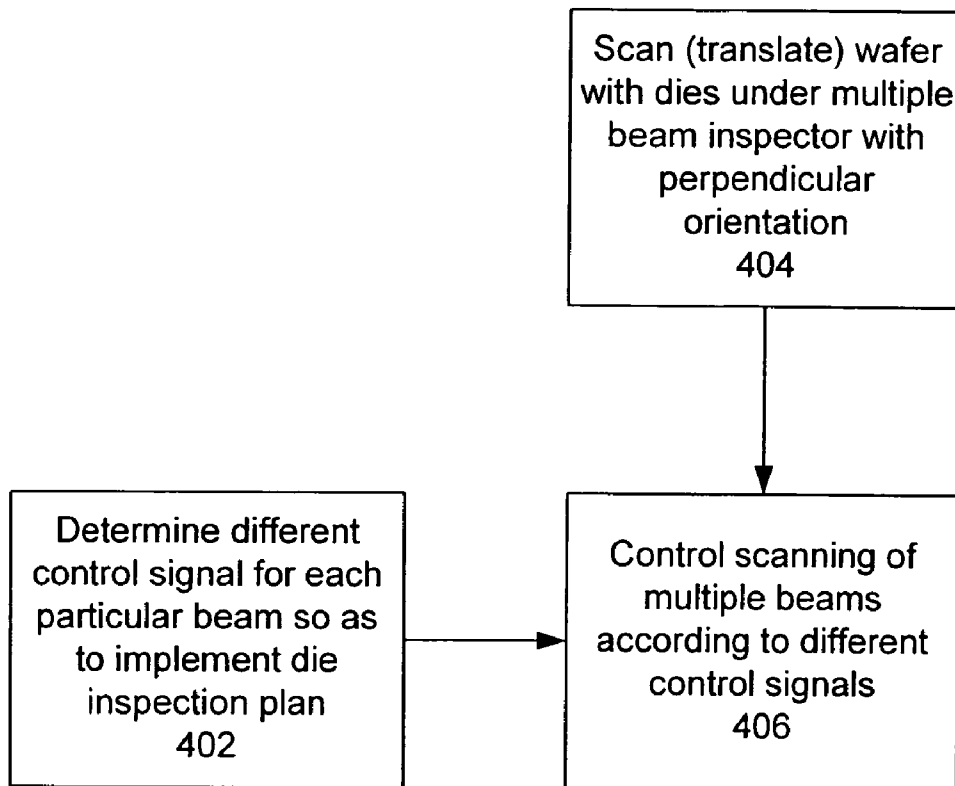 Scan (translate) wafer
with dies under multiple
beam inspector with
perpendicular
orientation
404
Determine different
control signal for each
particular beam so as
to implement die
inspection plan
402
Control scanning of
multiple beams
according to different
control signals
406